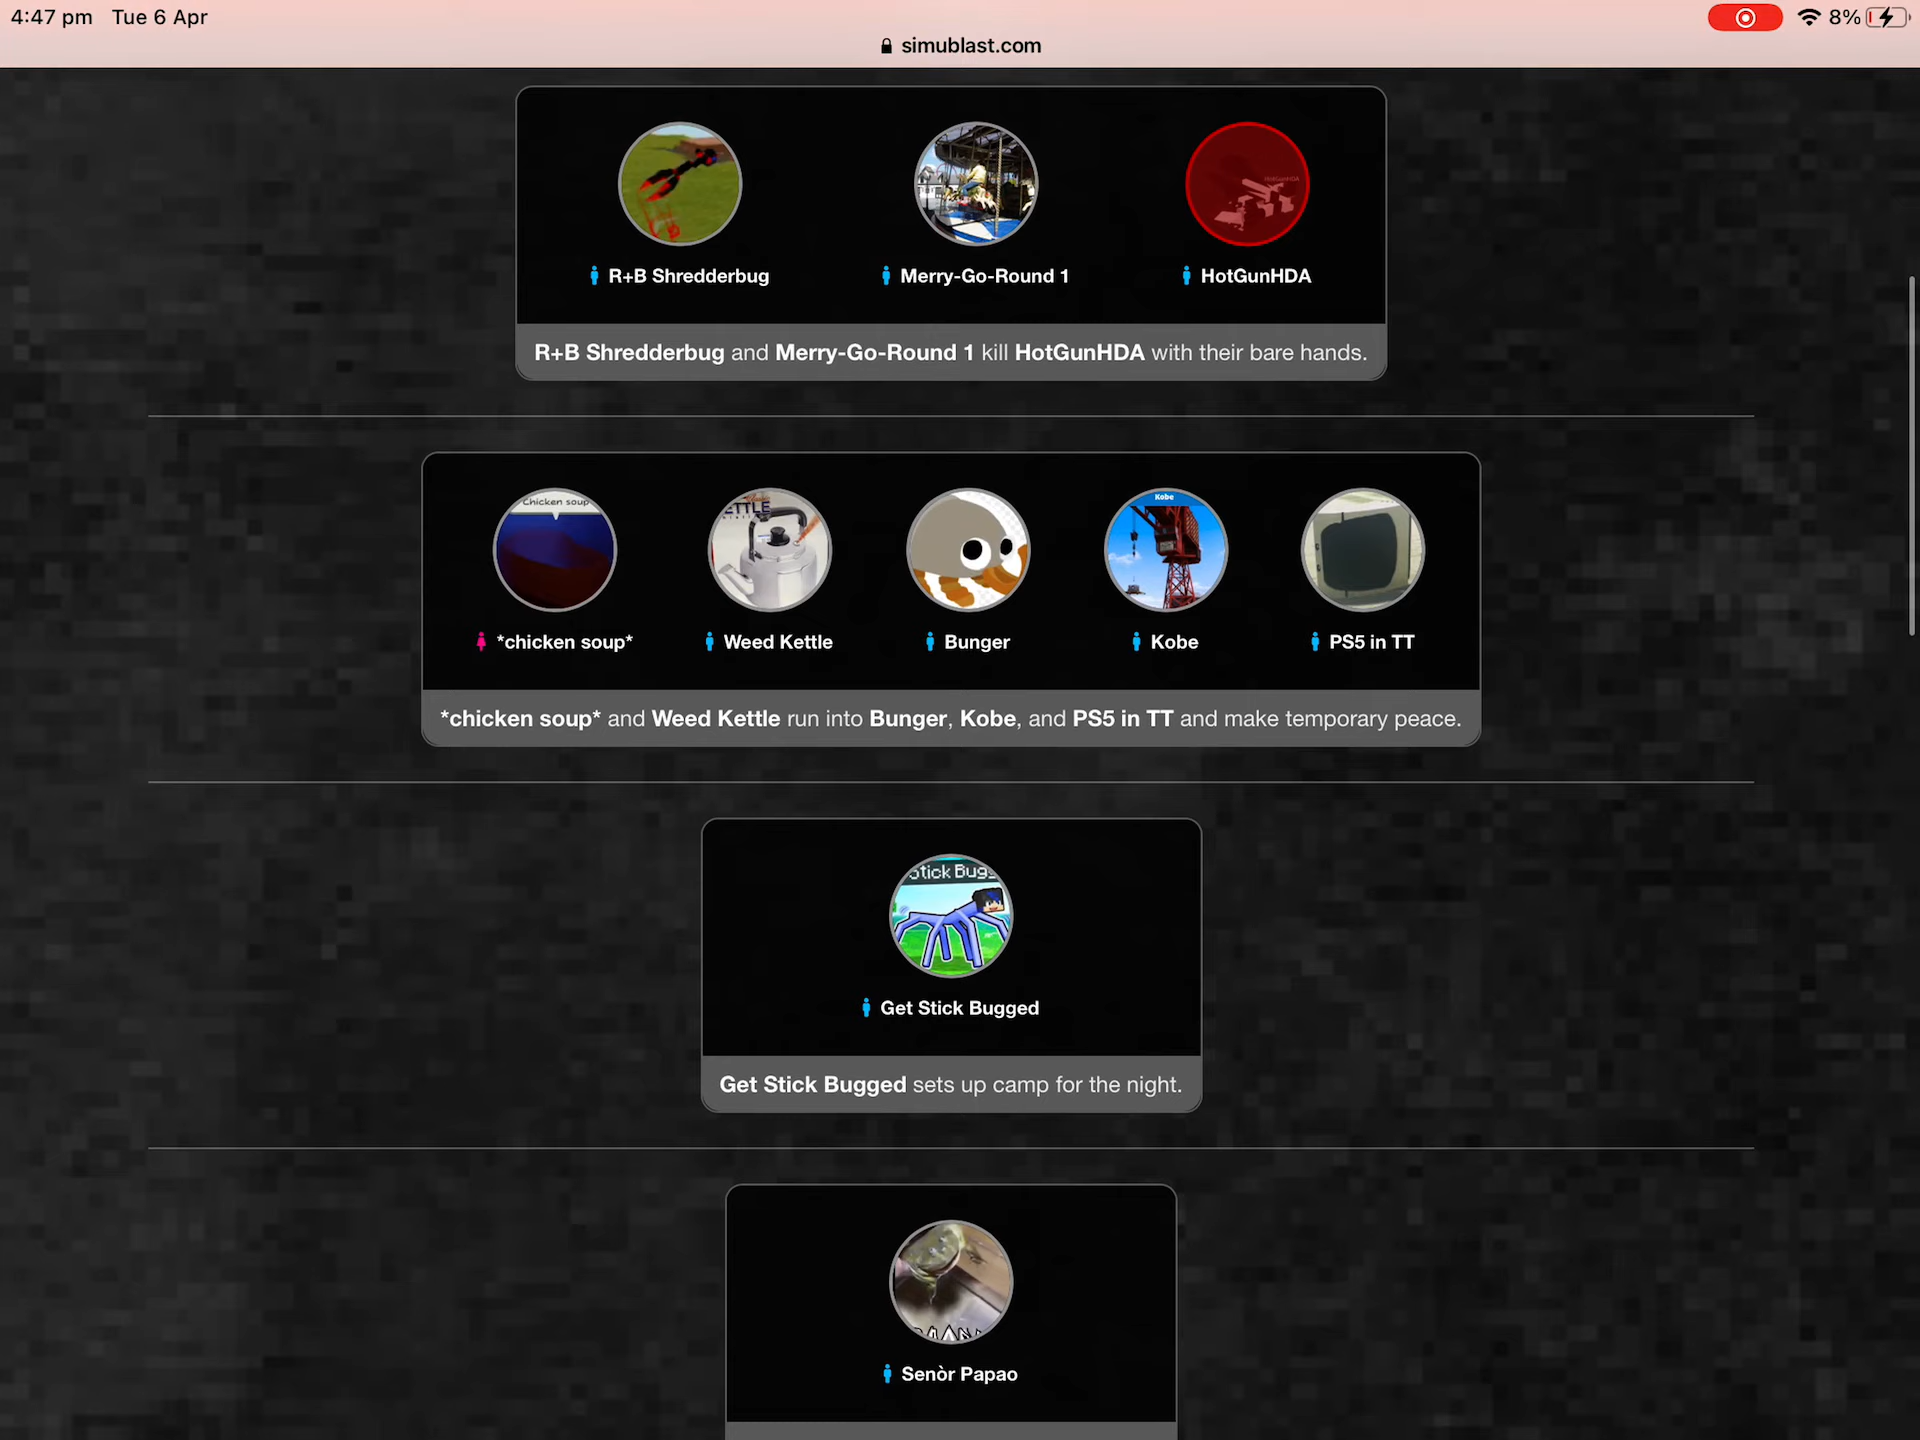 4:47 pm Tue 6 Apr
8%
simublast.com
HotGunHDA
R+B Shredderbug
Merry-Go-Round 1
HotGunHDA
R+B Shredderbug and Merry-Go-Round 1 kill HotGunHDA with their bare hands.
Chicken soup
Kobe
*chicken soup*
Weed Kettle
Bunger
Kobe
PS5 in TT
*chicken soup* and Weed Kettle run into Bunger, Kobe, and PS5 in TT and make temporary peace.
Stick Bugg
Get Stick Bugged
Get Stick Bugged sets up camp for the night.
Senòr Papao